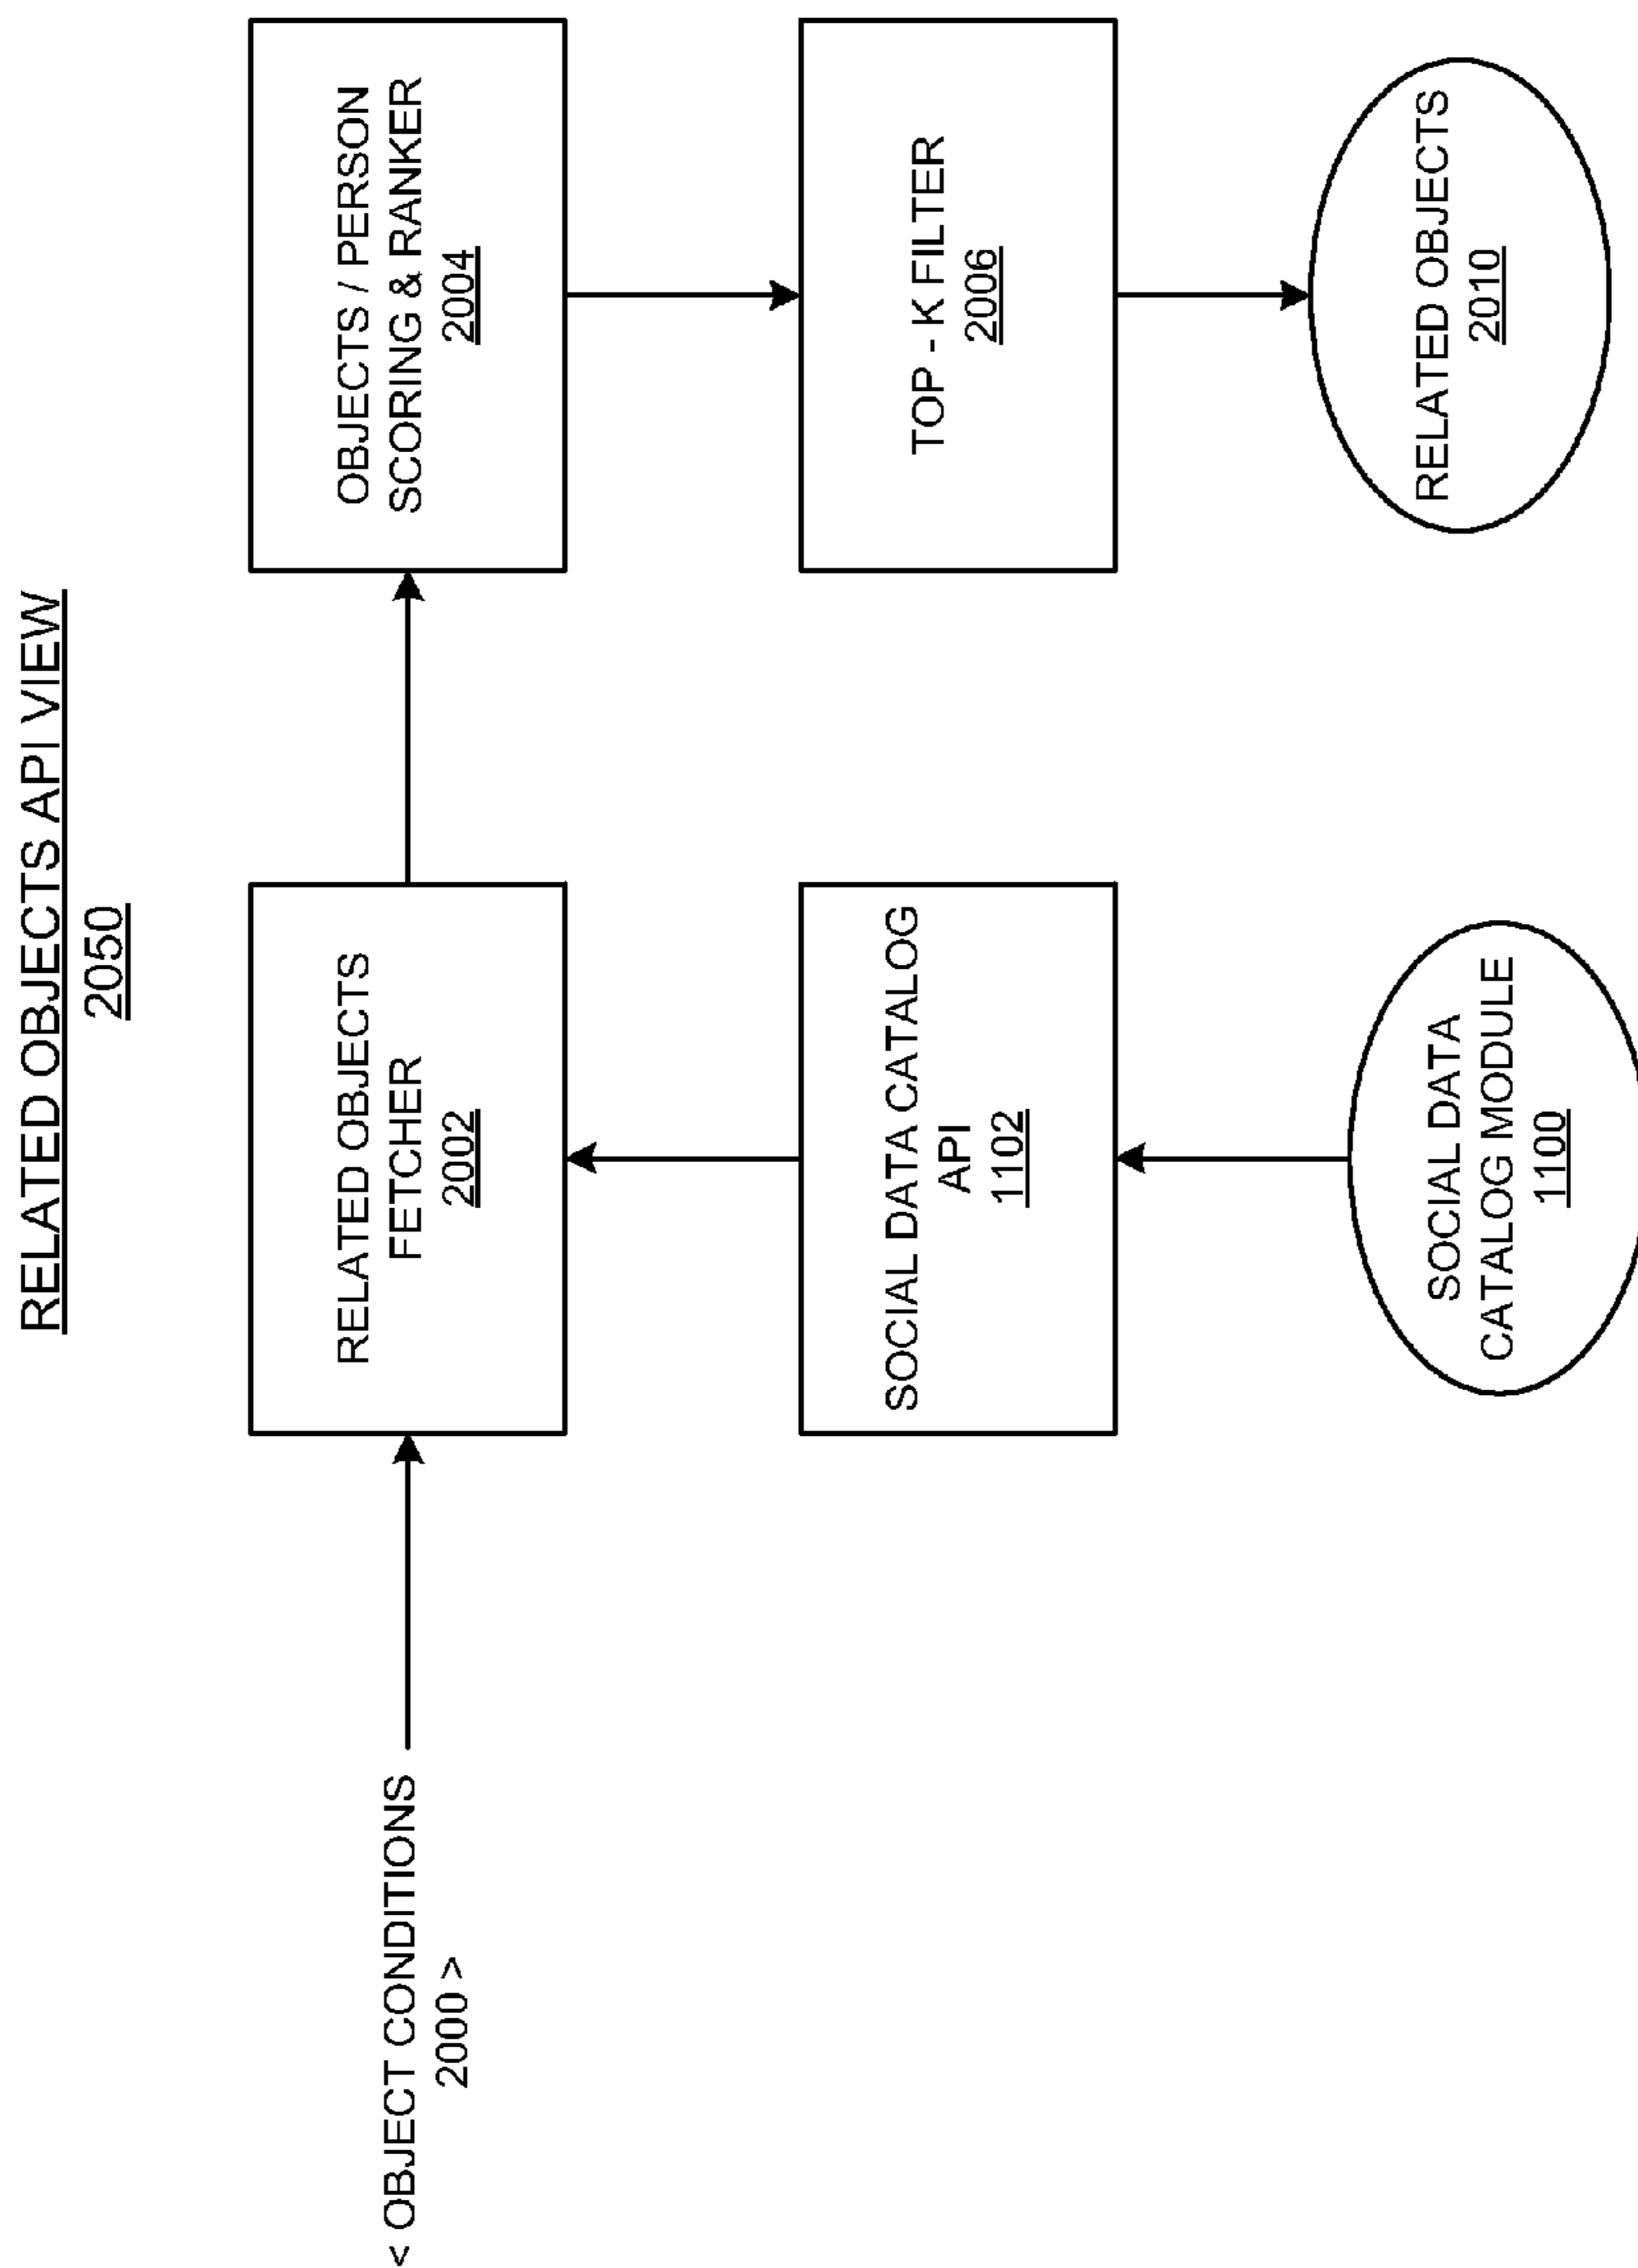 RELATED OBJECTS API VIEW
2050
< OBJECT CONDITIONS
2000 >
RELATED OBJECTS
FETCHER
2002
OBJECTS / PERSON
SCORING & RANKER
2004
SOCIAL DATA CATALOG
API
1102
TOP - K FILTER
2006
SOCIAL DATA
CATALOG MODULE
1100
RELATED OBJECTS
2010